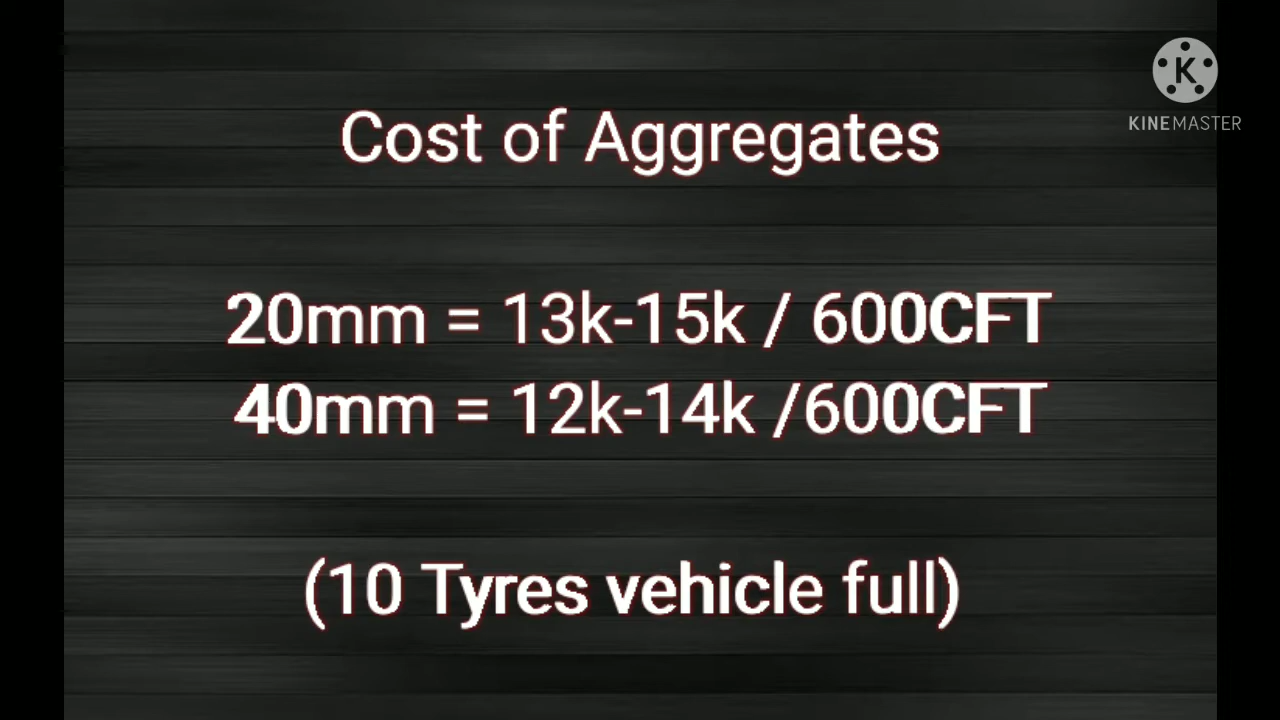 K
KINEMASTER
Cost of Aggregates
20mm = 13k-15k / 600CFT
40mm = 12k-14k /600CFT
(10 Tyres vehicle full)